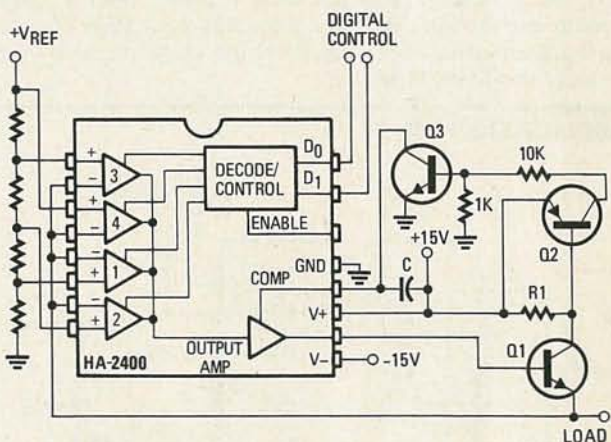 DIGITAL
CONTROL
+VREF
+
3
−
D0
DECODE/
CONTROL
D1
+
4
−
ENABLE
−
1
+
GND
COMP
−
2
+
V+
OUTPUT
AMP
V−
HA-2400
Q3
10K
1K
+15V
Q2
C
R1
Q1
-15V
LOAD